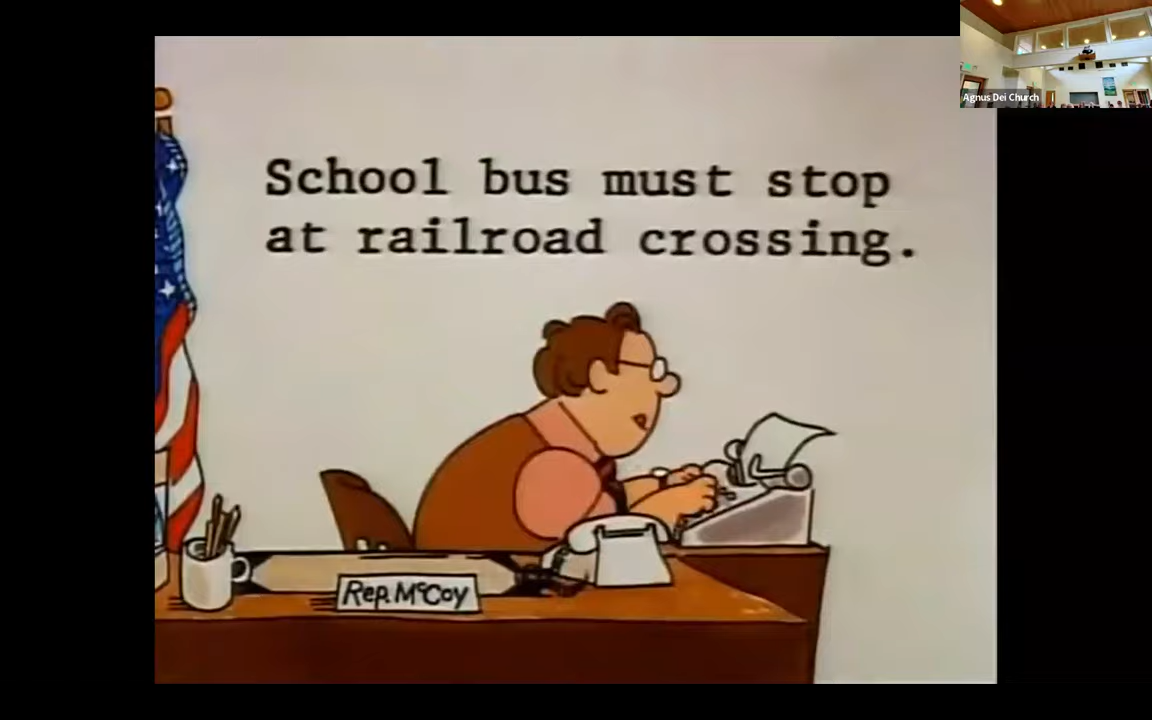 Agnus Dei Church
School bus must stop
at railroad crossing.
Rep. McCoy